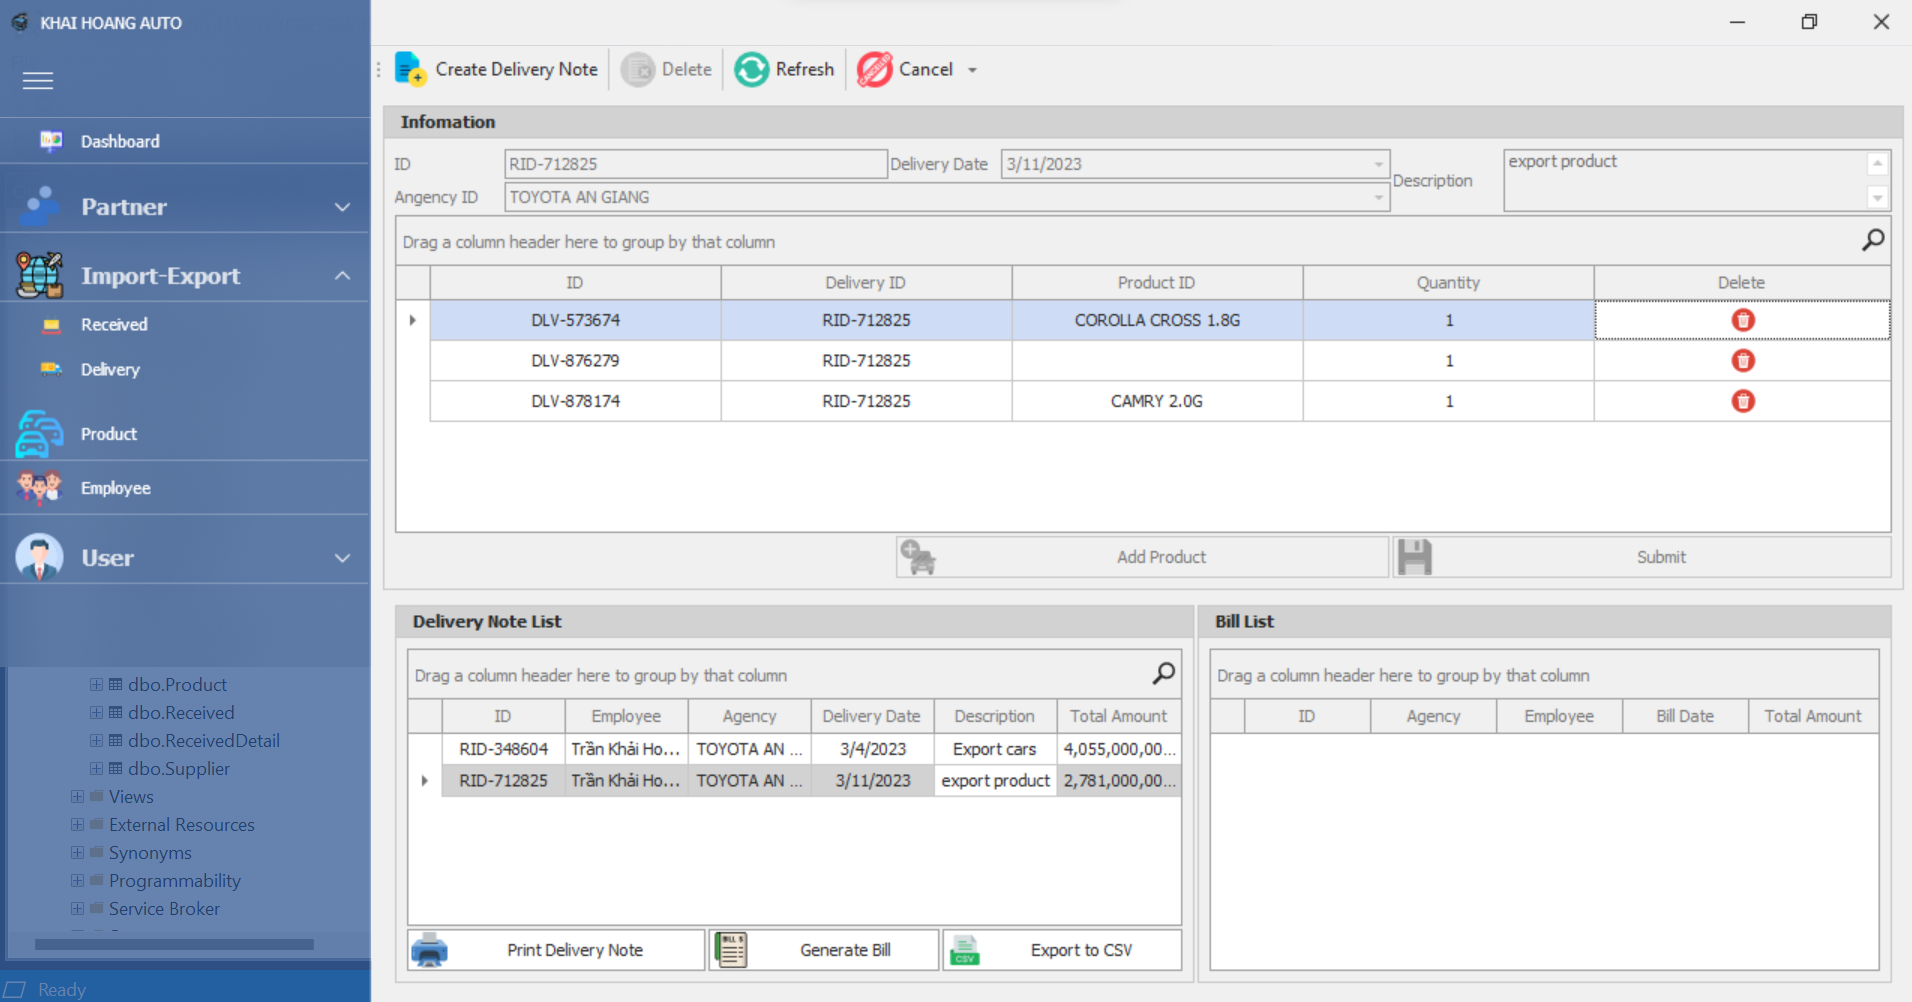 KHAI HOANG AUTO
Dashboard
Partner
Import-Export
Received
Delivery
Product
Employee
User
dbo.Product
dbo.Received
dbo.ReceivedDetail
dbo.Supplier
Views
External Resources
Synonyms
Programmability
Service Broker
Ready
Create Delivery Note Delete Refresh Cancel
Infomation
ID RID-712825 Delivery Date 3/11/2023 Description export product
Angency ID TOYOTA AN GIANG
Drag a column header here to group by that column
ID Delivery ID Product ID Quantity Delete
DLV-573674 RID-712825 COROLLA CROSS 1.8G 1
DLV-876279 RID-712825 1
DLV-878174 RID-712825 CAMRY 2.0G 1
Add Product Submit
Delivery Note List
Drag a column header here to group by that column
ID Employee Agency Delivery Date Description Total Amount
RID-348604 Trần Khải Ho... TOYOTA AN ... 3/4/2023 Export cars 4,055,000,00...
RID-712825 Trần Khải Ho... TOYOTA AN ... 3/11/2023 export product 2,781,000,00...
Print Delivery Note BILL $ Generate Bill CSV Export to CSV
Bill List
Drag a column header here to group by that column
ID Agency Employee Bill Date Total Amount